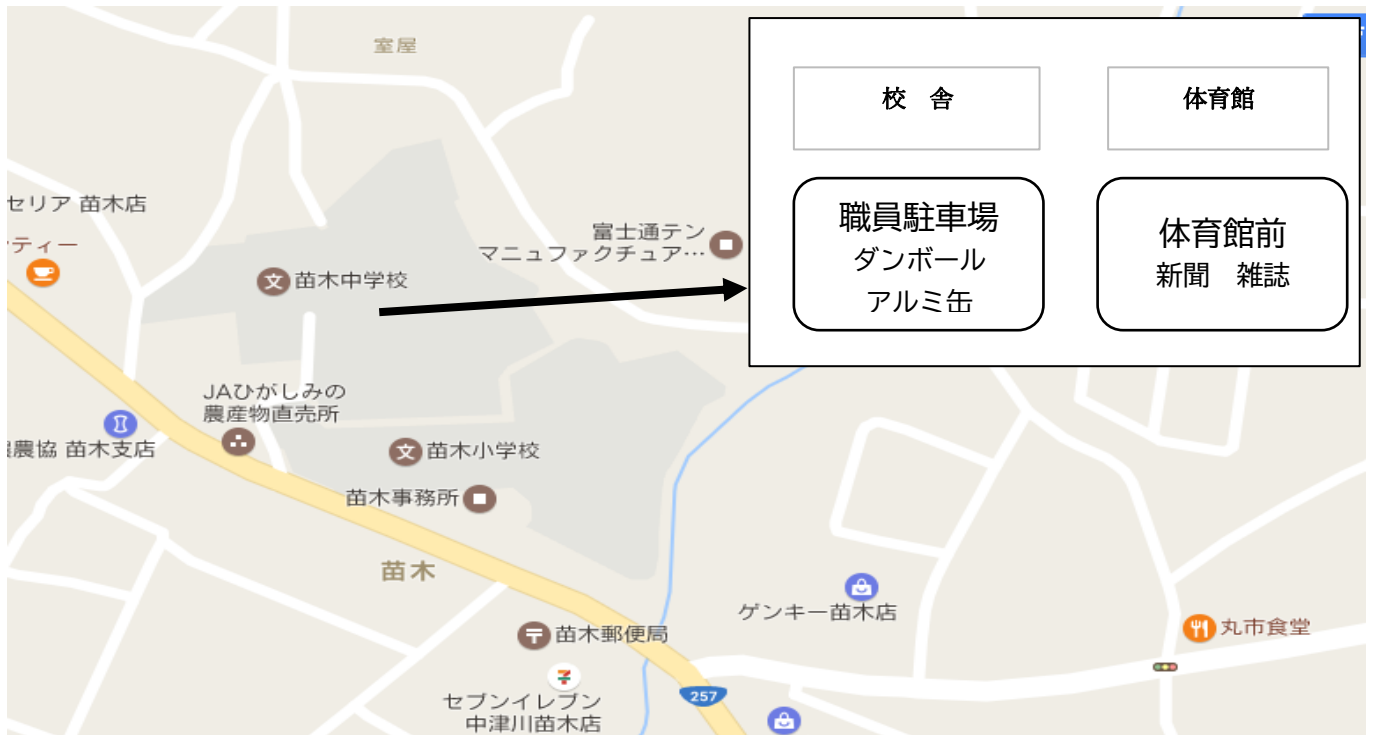 室屋
校 舎
体育館
セリア 苗木店
職員駐車場
ダンボール
アルミ缶
体育館前
新聞 雑誌
富士通テン
マニュファクチュア…
ンティー
苗木中学校
JAひがしみの
農産物直売所
農協 苗木支店
苗木小学校
苗木事務所
苗木
ゲンキー苗木店
苗木郵便局
丸市食堂
セブンイレブン
中津川苗木店
257